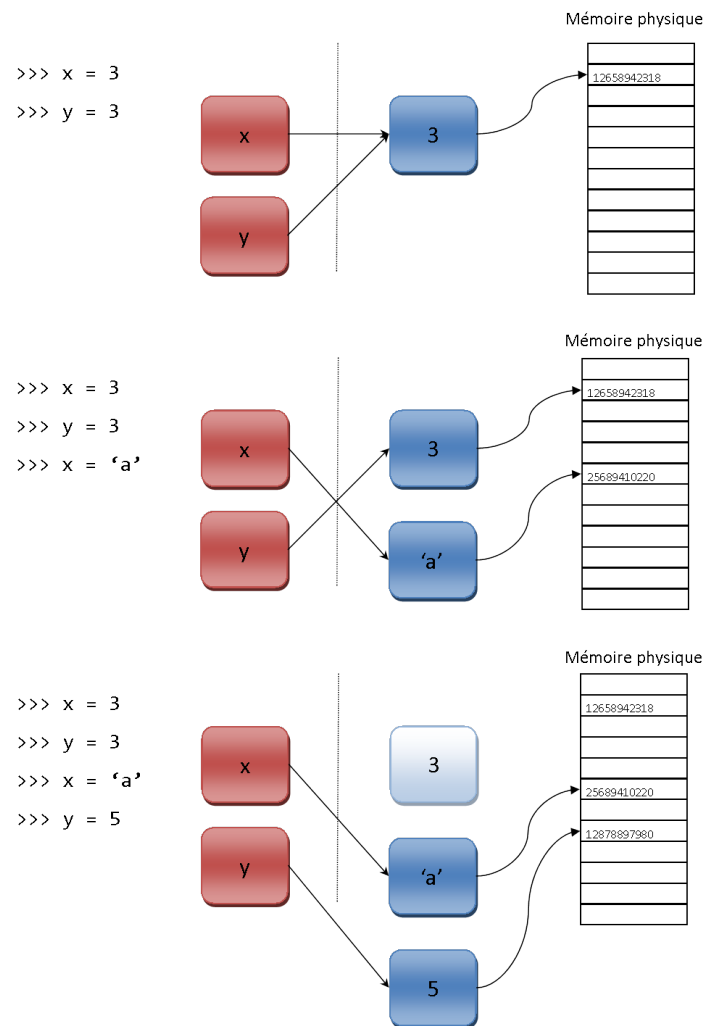 Mémoire physique
>>> x = 3
>>> y = 3
x
y
3
12658942318
Mémoire physique
>>> x = 3
>>> y = 3
>>> x = ‘a’
x
y
3
‘a’
12658942318
25689410220
Mémoire physique
>>> x = 3
>>> y = 3
>>> x = ‘a’
>>> y = 5
x
y
3
‘a’
5
12658942318
25689410220
12878897980